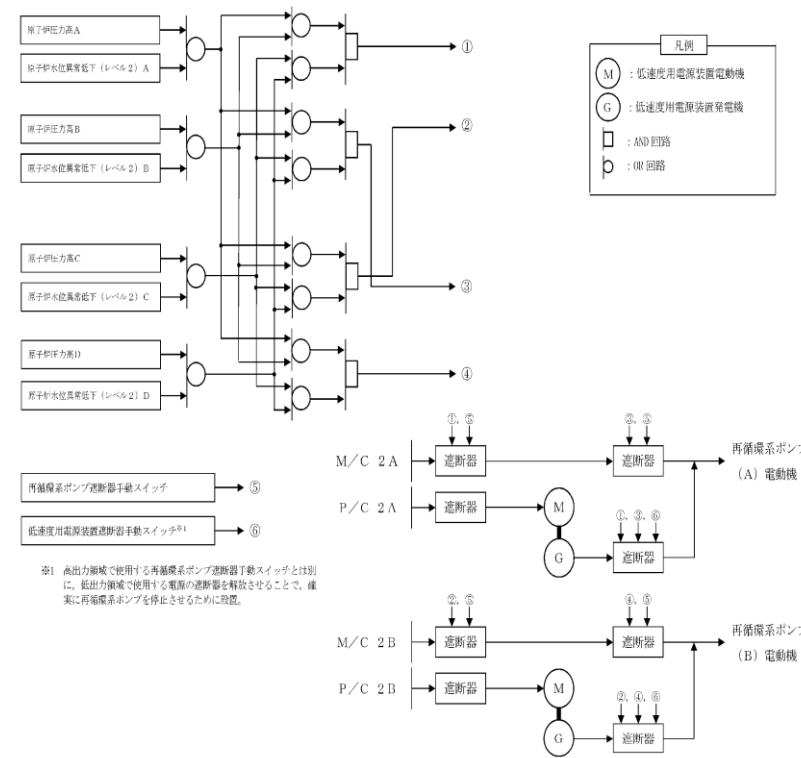 原子炉圧力高A
原子炉水位異常低下（レベル2）A
原子炉圧力高B
原子炉水位異常低下（レベル2）B
原子炉圧力高C
原子炉水位異常低下（レベル2）C
原子炉圧力高D
原子炉水位異常低下（レベル2）D
①
②
③
④
凡例
M ：低速度用電源装置電動機
G ：低速度用電源装置発電機
：AND回路
：OR回路
再循環系ポンプ遮断器手動スイッチ
⑤
低速度用電源装置遮断器手動スイッチ※1
⑥
※1 高出力領域で使用する再循環系ポンプ遮断器手動スイッチとは別
に，低出力領域で使用する電源の遮断器を解放させることで，確
実に再循環系ポンプを停止させるために設置。
①，⑤
③，⑤
M／C 2A
遮断器
遮断器
再循環系ポンプ
（A）電動機
P／C 2A
遮断器
M
①，③，⑥
G
遮断器
②，⑤
④，⑤
M／C 2B
遮断器
遮断器
再循環系ポンプ
（B）電動機
P／C 2B
遮断器
M
②，④，⑥
G
遮断器